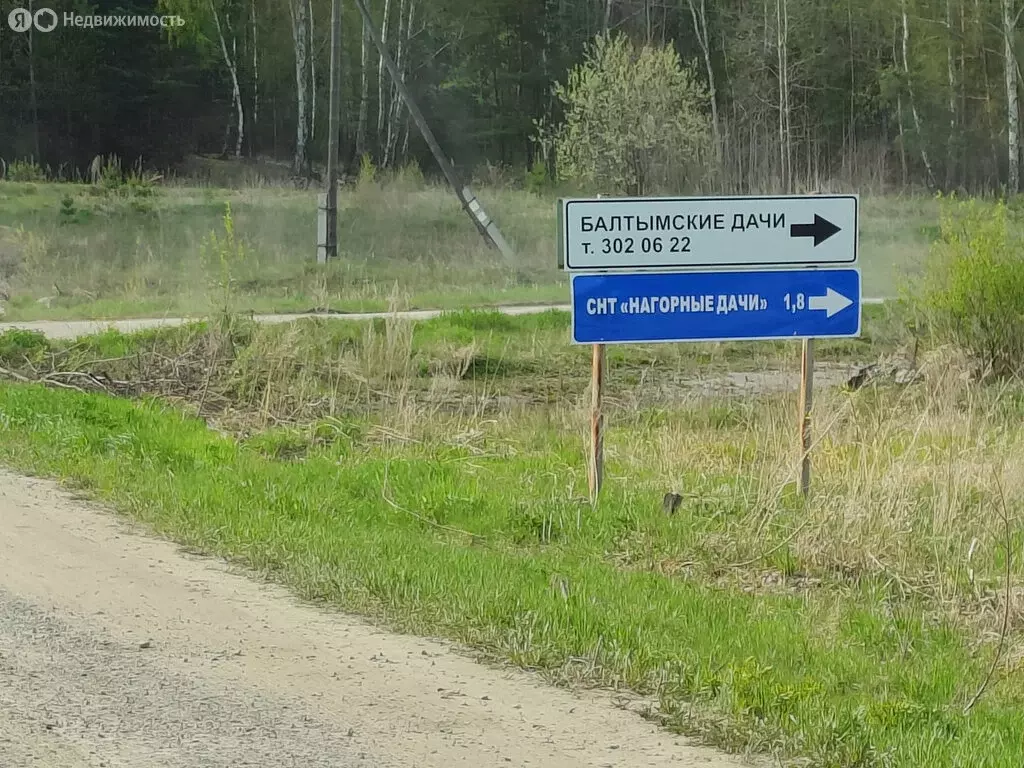 Я Недвижимость
БАЛТЫМСКИЕ ДАЧИ
т. 302 06 22
СНТ «НАГОРНЫЕ ДАЧИ» 1,8